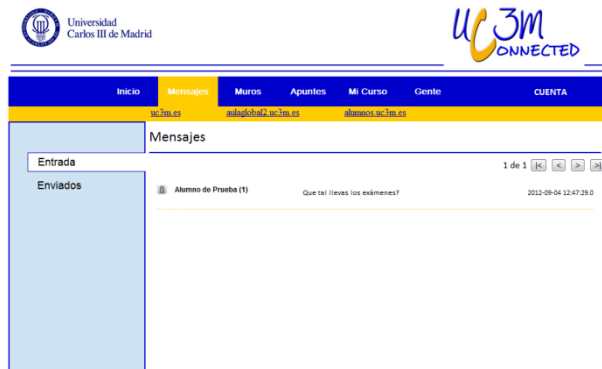 Universidad
Carlos III de Madrid
UC3M
CONNECTED
Inicio Mensajes Muros Apuntes Mi Curso Gente CUENTA
uc3m.es aulaglobal2.uc3m.es alumnos.uc3m.es
Mensajes
Entrada
Enviados
1 de 1 |< < > >|
Alumno de Prueba (1) Que tal llevas los exámenes? 2012-09-04 12:47:29.0